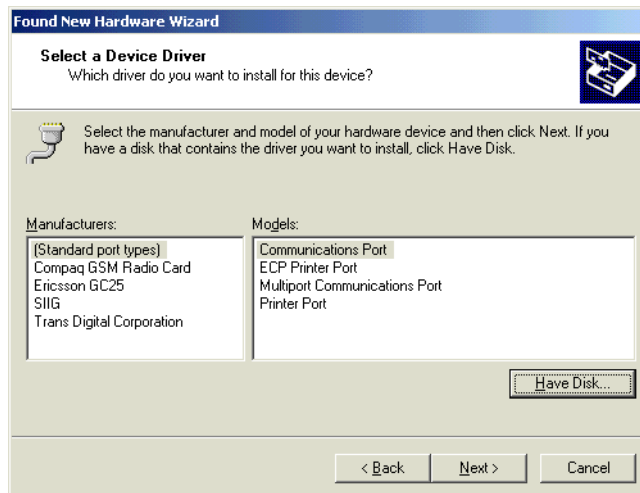 Found New Hardware Wizard
Select a Device Driver
Which driver do you want to install for this device?
Select the manufacturer and model of your hardware device and then click Next. If you
have a disk that contains the driver you want to install, click Have Disk.
Manufacturers:
(Standard port types)
Compaq GSM Radio Card
Ericsson GC25
SIIG
Trans Digital Corporation
Models:
Communications Port
ECP Printer Port
Multiport Communications Port
Printer Port
Have Disk...
< Back
Next >
Cancel